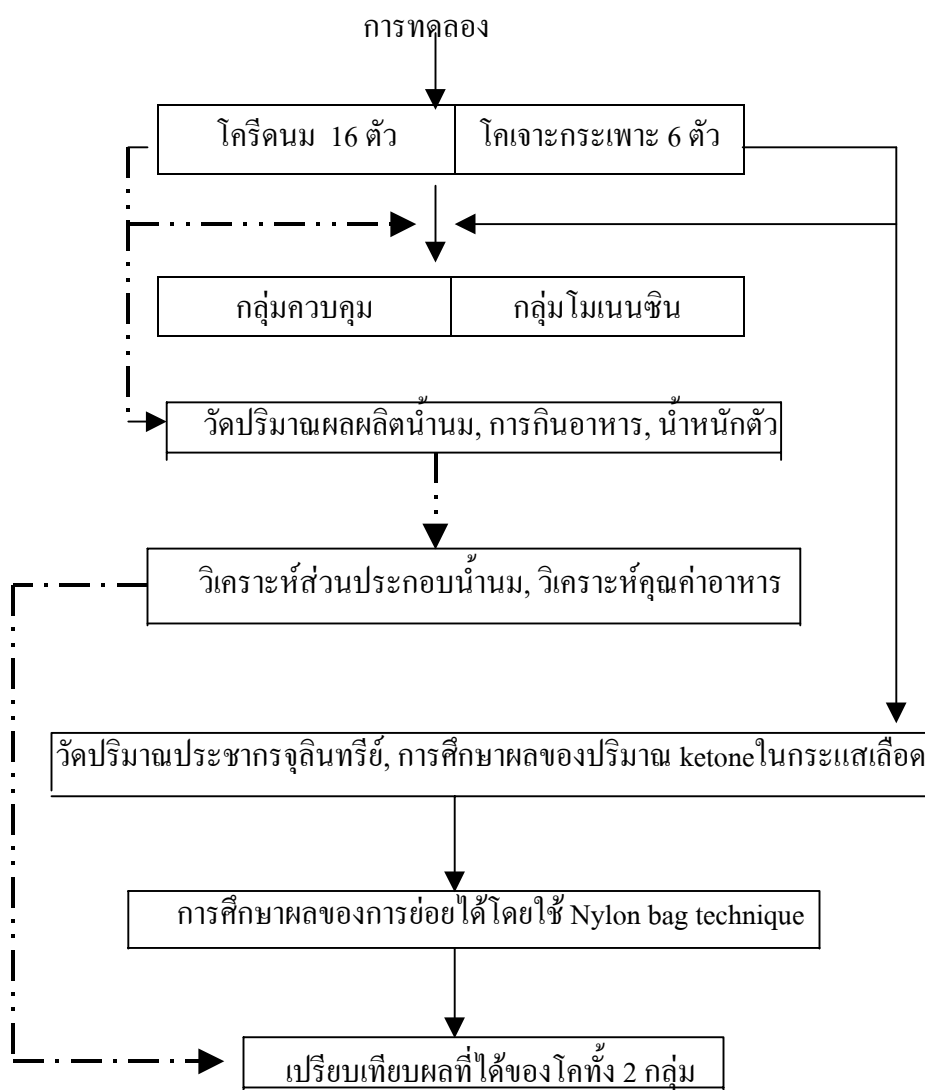 การทดลอง
โครีดนม 16 ตัว
โคเจาะกระเพาะ 6 ตัว
กลุ่มควบคุม
กลุ่มโมเนนซิน
วัดปริมาณผลผลิตน้ำนม, การกินอาหาร, น้ำหนักตัว
วิเคราะห์ส่วนประกอบน้ำนม, วิเคราะห์คุณค่าอาหาร
วัดปริมาณประชากรจุลินทรีย์, การศึกษาผลของปริมาณ ketoneในกระแสเลือด
การศึกษาผลของการย่อยได้โดยใช้ Nylon bag technique
เปรียบเทียบผลที่ได้ของโคทั้ง 2 กลุ่ม